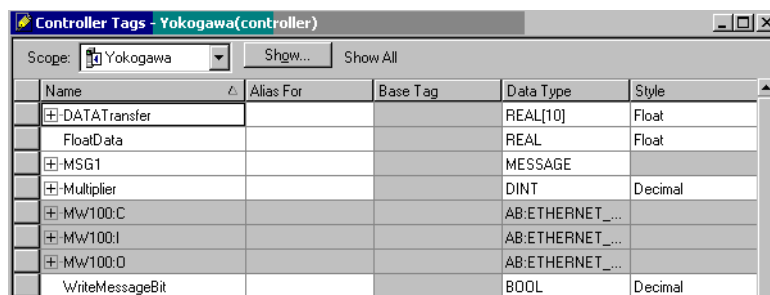 Controller Tags - Yokogawa(controller)
Scope: Yokogawa Show... Show All
Name Alias For Base Tag Data Type Style
DATATransfer REAL[10] Float
FloatData REAL Float
MSG1 MESSAGE
Multiplier DINT Decimal
MW100:C AB:ETHERNET_...
MW100:I AB:ETHERNET_...
MW100:O AB:ETHERNET_...
WriteMessageBit BOOL Decimal